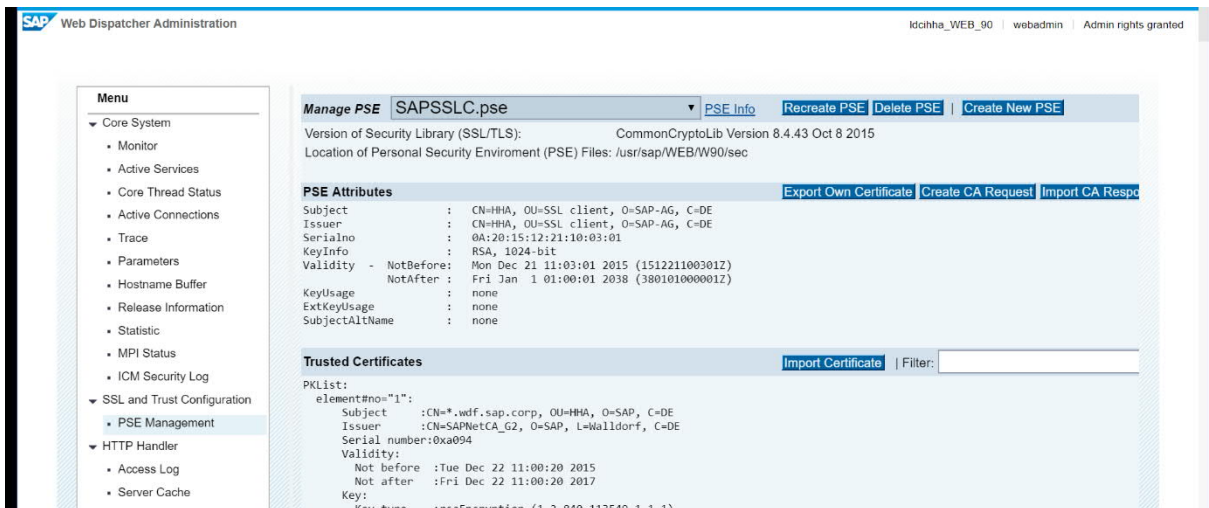 SAP Web Dispatcher Administration
ldcihha_WEB_90 | webadmin | Admin rights granted
Menu
Core System
Monitor
Active Services
Core Thread Status
Active Connections
Trace
Parameters
Hostname Buffer
Release Information
Statistic
MPI Status
ICM Security Log
SSL and Trust Configuration
PSE Management
HTTP Handler
Access Log
Server Cache
Manage PSE SAPSSLC.pse PSE Info Recreate PSE Delete PSE | Create New PSE
Version of Security Library (SSL/TLS): CommonCryptoLib Version 8.4.43 Oct 8 2015
Location of Personal Security Enviroment (PSE) Files: /usr/sap/WEB/W90/sec
PSE Attributes Export Own Certificate Create CA Request Import CA Respo
Subject : CN=HHA, OU=SSL client, O=SAP-AG, C=DE
Issuer : CN=HHA, OU=SSL client, O=SAP-AG, C=DE
Serialno : 0A:20:15:12:21:10:03:01
KeyInfo : RSA, 1024-bit
Validity - NotBefore: Mon Dec 21 11:03:01 2015 (151221100301Z)
NotAfter : Fri Jan 1 01:00:01 2038 (380101000001Z)
KeyUsage : none
ExtKeyUsage : none
SubjectAltName : none
Trusted Certificates Import Certificate | Filter:
PKList:
element#no="1":
Subject :CN=*.wdf.sap.corp, OU=HHA, O=SAP, C=DE
Issuer :CN=SAPNetCA_G2, O=SAP, L=Walldorf, C=DE
Serial number:0xa094
Validity:
Not before :Tue Dec 22 11:00:20 2015
Not after :Fri Dec 22 11:00:20 2017
Key: